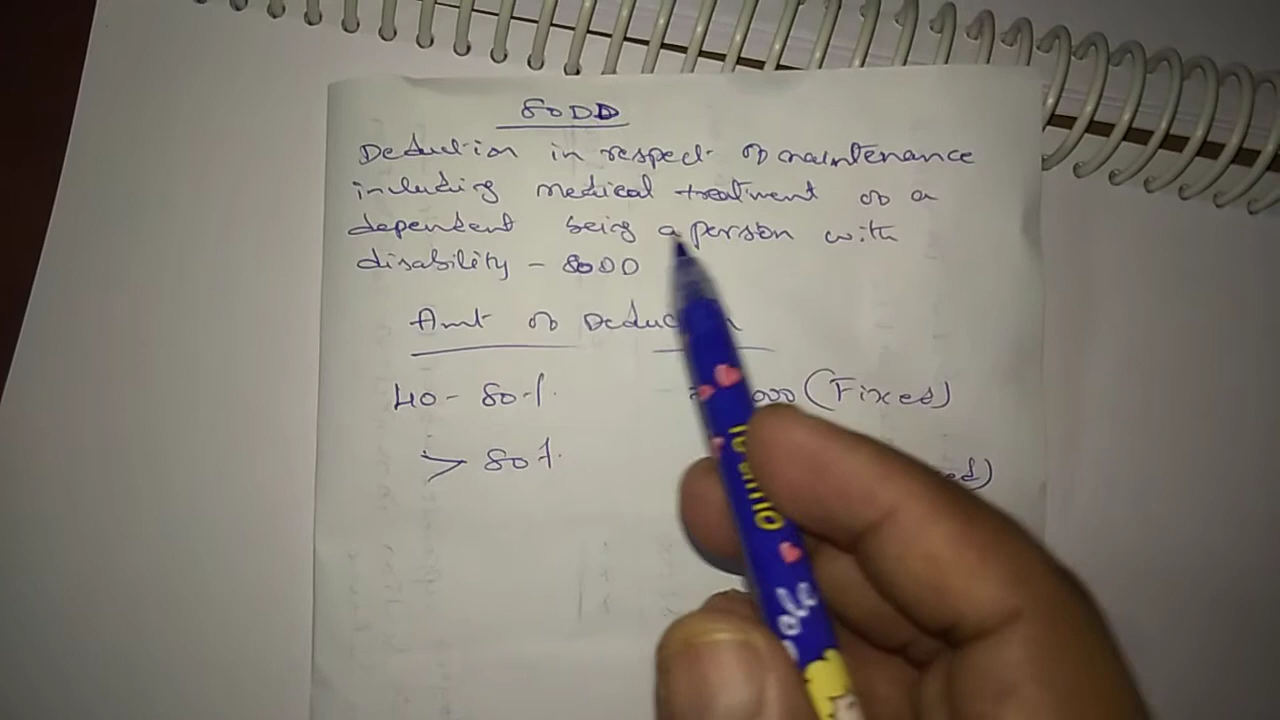 80DD
Deduction in respect of maintenance
including medical treatment of a
dependent being a person with
disability - 80DD
Amt of
40 - 80%. 000 (Fixed)
> 80%.